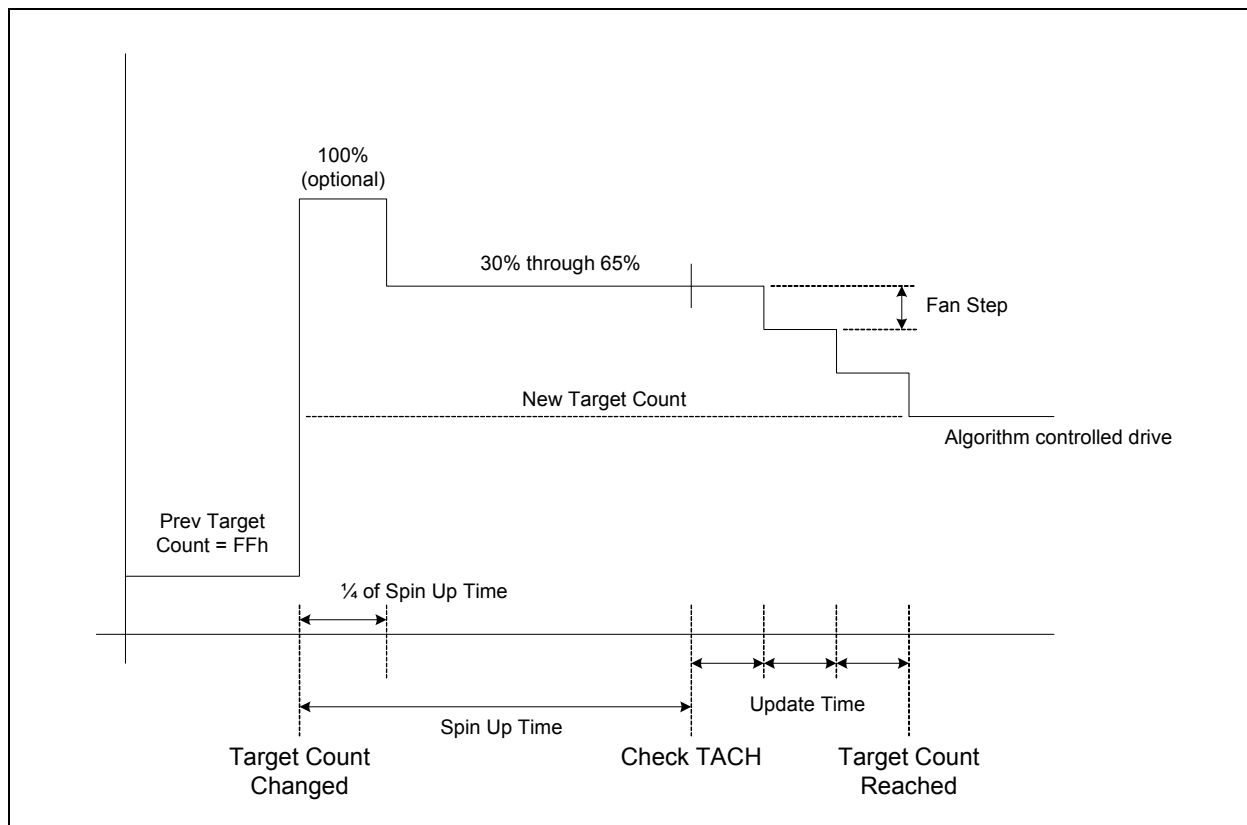 100%
(optional)
30% through 65%
Fan Step
New Target Count
Algorithm controlled drive
Prev Target
Count = FFh
¼ of Spin Up Time
Update Time
Spin Up Time
Target Count
Changed
Check TACH
Target Count
Reached